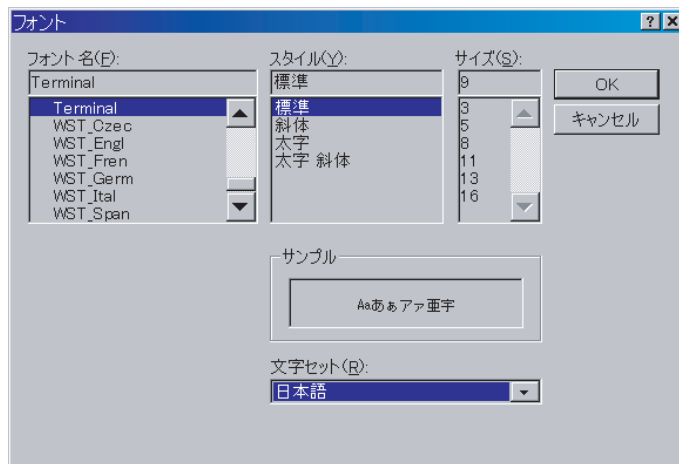 フォント
フォント名(F):
Terminal
Terminal
WST_Czec
WST_Engl
WST_Fren
WST_Germ
WST_Ital
WST_Span
スタイル(Y):
標準
標準
斜体
太字
太字 斜体
サイズ(S):
9
3
5
8
11
13
16
OK
キャンセル
サンプル
Aaあぁアァ亜宇
文字セット(R):
日本語